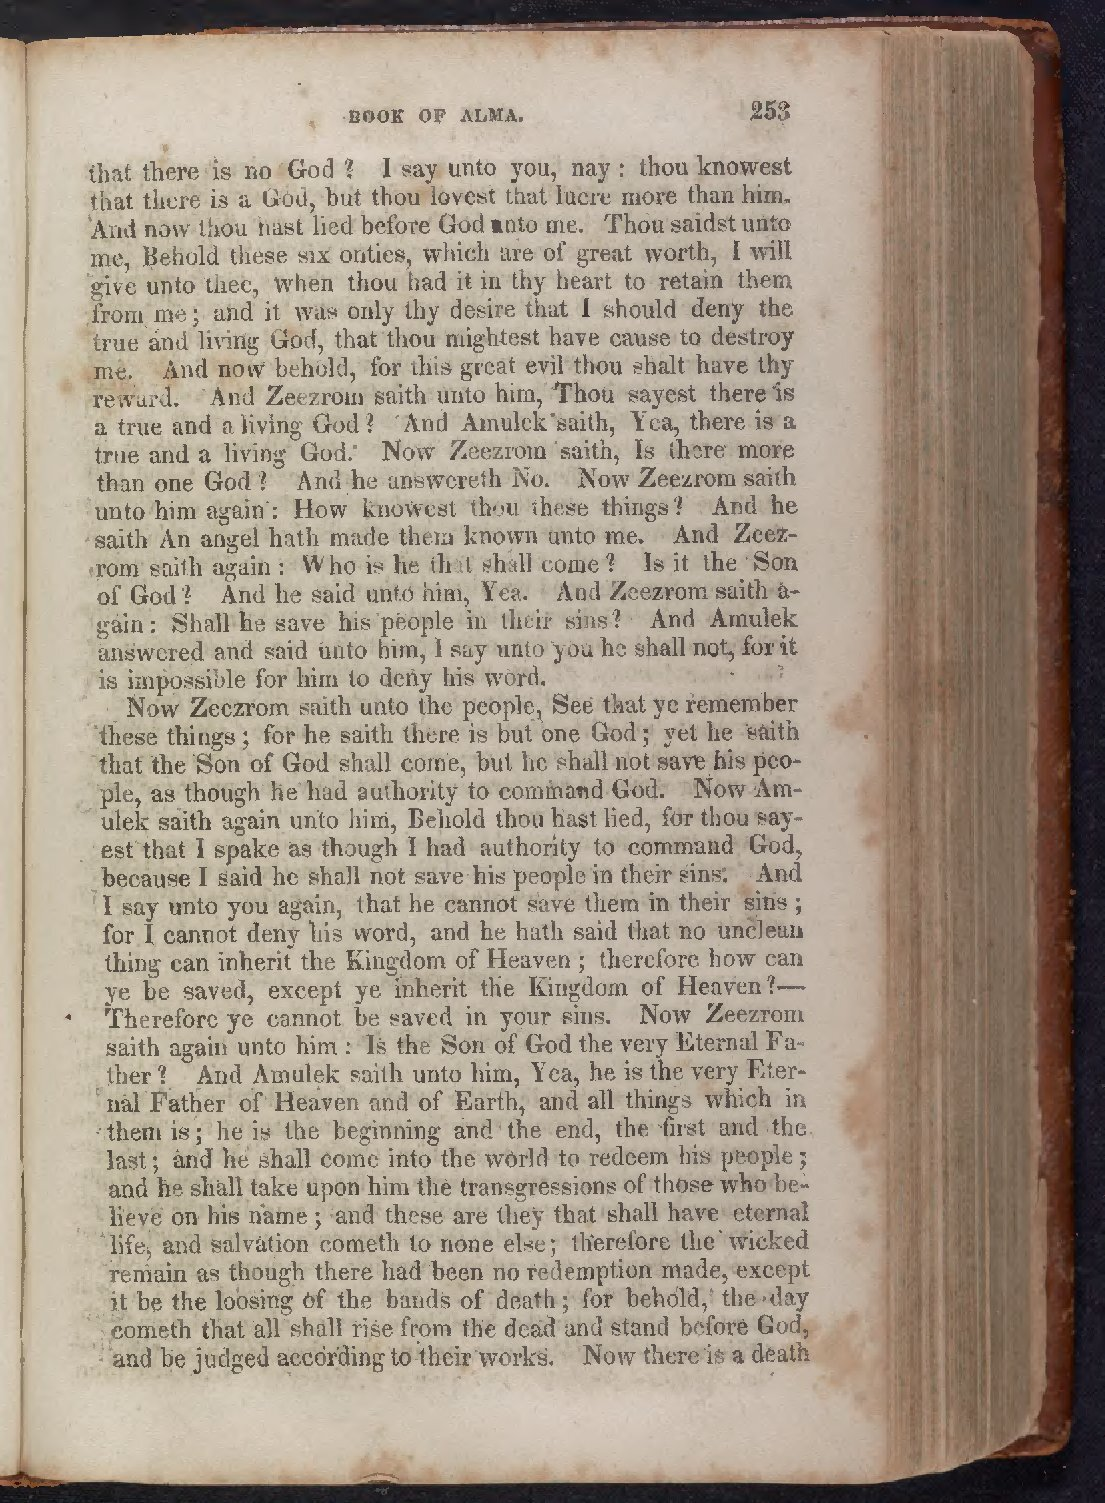 BOOK OF ALMA. 253
that there is no God? I say unto you, nay: thou knowest
that there is a God, but thou lovest that lucre more than him.
And now thou hast lied before God unto me. Thou saidst unto
me, Behold these six onties, which are of great worth, I will
give unto thee, when thou had it in thy heart to retain them
from me; and it was only thy desire that I should deny the
true and living God, that thou mightest have cause to destroy
me. And now behold, for this great evil thou shalt have thy
reward. And Zeezrom saith unto him, Thou sayest there is
a true and a living God? And Amulek saith, Yea, there is a
true and a living God. Now Zeezrom saith, Is there more
than one God? And he answereth No. Now Zeezrom saith
unto him again: How knowest thou these things? And he
saith An angel hath made them known unto me. And Zeez-
rom saith again: Who is he that shall come? Is it the Son
of God? And he said unto him, Yea. And Zeezrom saith a-
gain: Shall he save his people in their sins? And Amulek
answered and said unto him, I say unto you he shall not, for it
is impossible for him to deny his word.
Now Zeezrom saith unto the people, See that ye remember
these things; for he saith there is but one God; yet he saith
that the Son of God shall come, but he shall not save his peo-
ple, as though he had authority to command God. Now Am-
ulek saith again unto him, Behold thou hast lied, for thou say-
est that I spake as though I had authority to command God,
because I said he shall not save his people in their sins. And
I say unto you again, that he cannot save them in their sins;
for I cannot deny his word, and he hath said that no unclean
thing can inherit the Kingdom of Heaven; therefore how can
ye be saved, except ye inherit the Kingdom of Heaven?—
Therefore ye cannot be saved in your sins. Now Zeezrom
saith again unto him: Is the Son of God the very Eternal Fa-
ther? And Amulek saith unto him, Yea, he is the very Eter-
nal Father of Heaven and of Earth, and all things which in
them is; he is the beginning and the end, the first and the
last; and he shall come into the world to redeem his people;
and he shall take upon him the transgressions of those who be-
lieve on his name; and these are they that shall have eternal
life, and salvation cometh to none else; therefore the wicked
remain as though there had been no redemption made, except
it be the loosing of the bands of death; for behold, the day
cometh that all shall rise from the dead and stand before God,
and be judged according to their works. Now there is a death